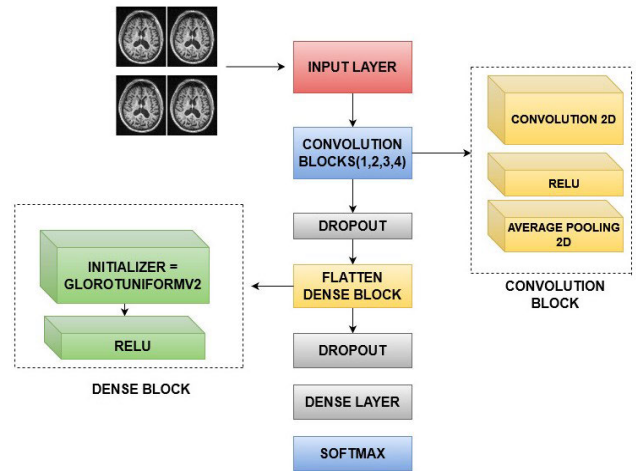 INPUT LAYER
CONVOLUTION
BLOCKS(1,2,3,4)
DROPOUT
FLATTEN
DENSE BLOCK
DROPOUT
DENSE LAYER
SOFTMAX
CONVOLUTION 2D
RELU
AVERAGE POOLING
2D
CONVOLUTION
BLOCK
INITIALIZER =
GLOROTUNIFORMV2
RELU
DENSE BLOCK